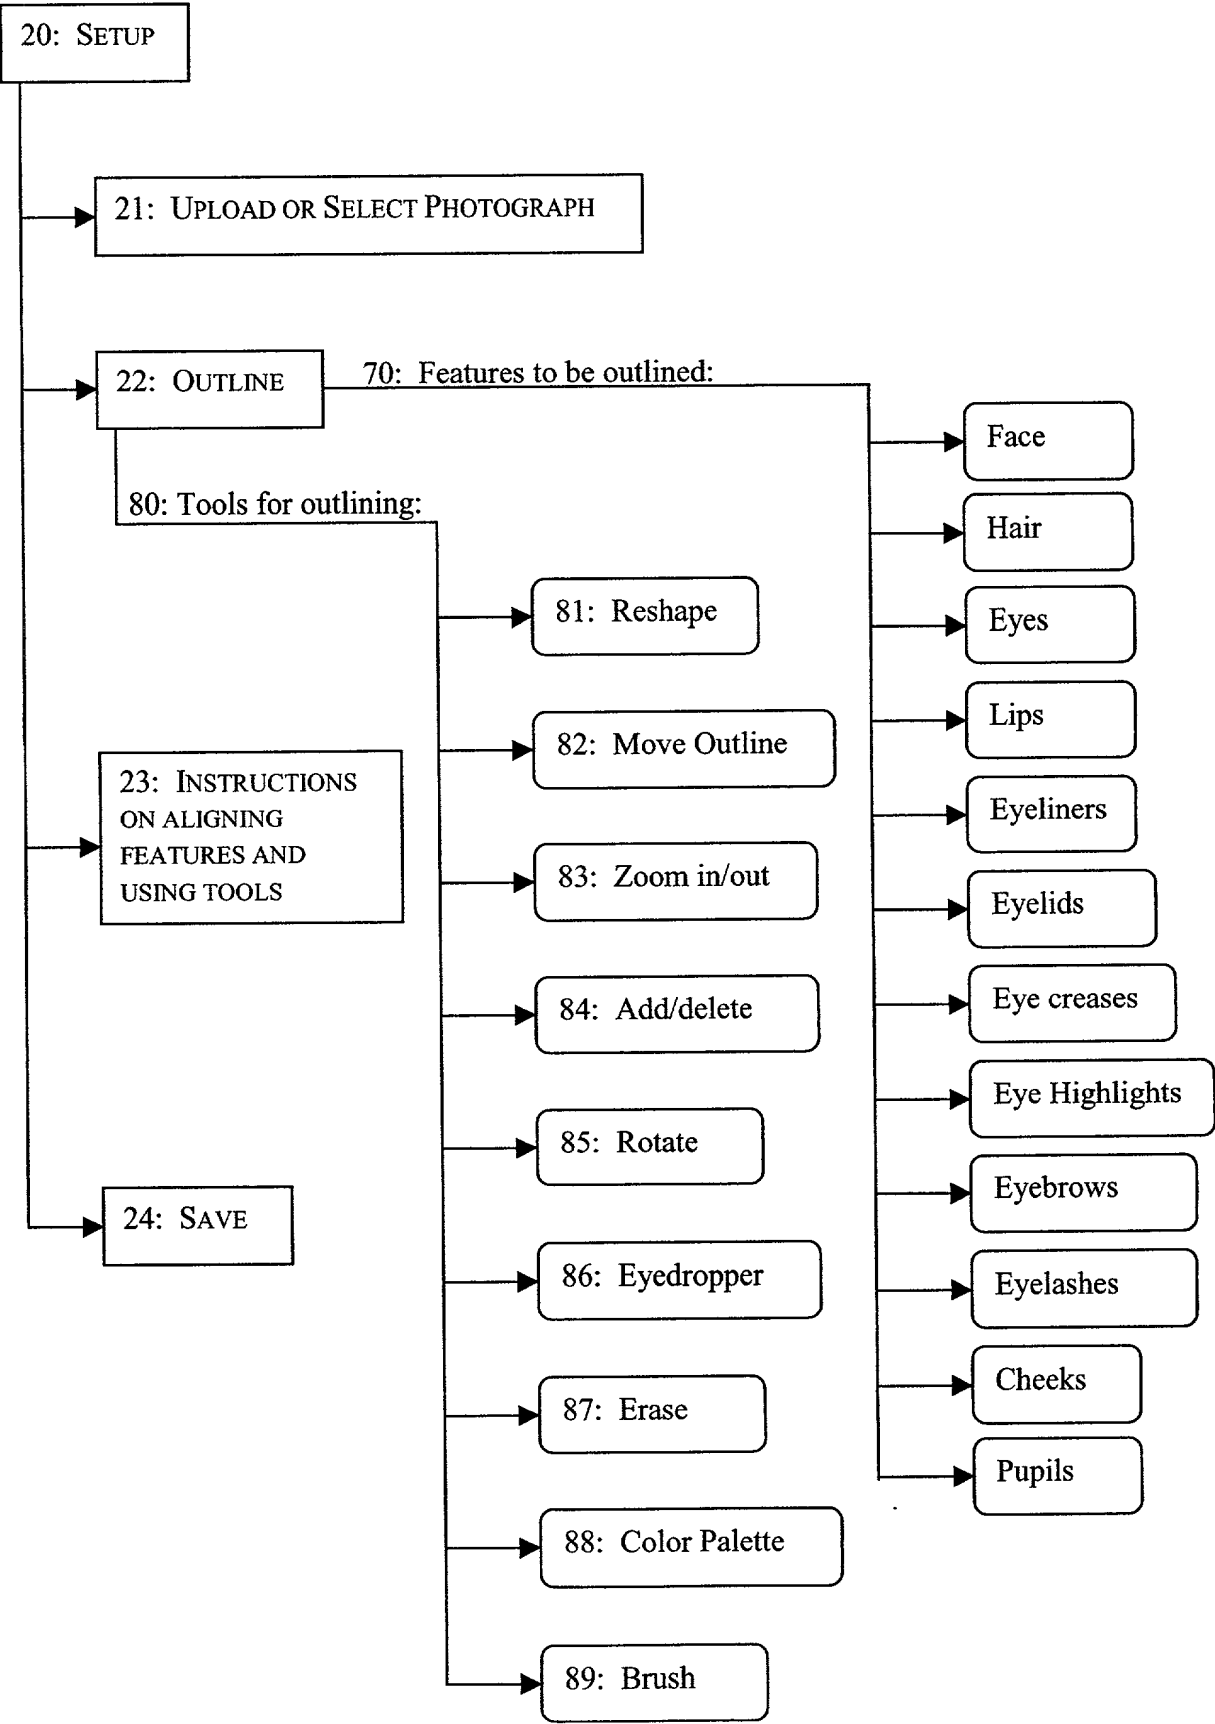 20: SETUP
21: UPLOAD OR SELECT PHOTOGRAPH
22: OUTLINE
70: Features to be outlined:
Face
Hair
Eyes
Lips
Eyeliners
Eyelids
Eye creases
Eye Highlights
Eyebrows
Eyelashes
Cheeks
Pupils
80: Tools for outlining:
81: Reshape
82: Move Outline
83: Zoom in/out
84: Add/delete
85: Rotate
86: Eyedropper
87: Erase
88: Color Palette
89: Brush
23: INSTRUCTIONS
ON ALIGNING
FEATURES AND
USING TOOLS
24: SAVE